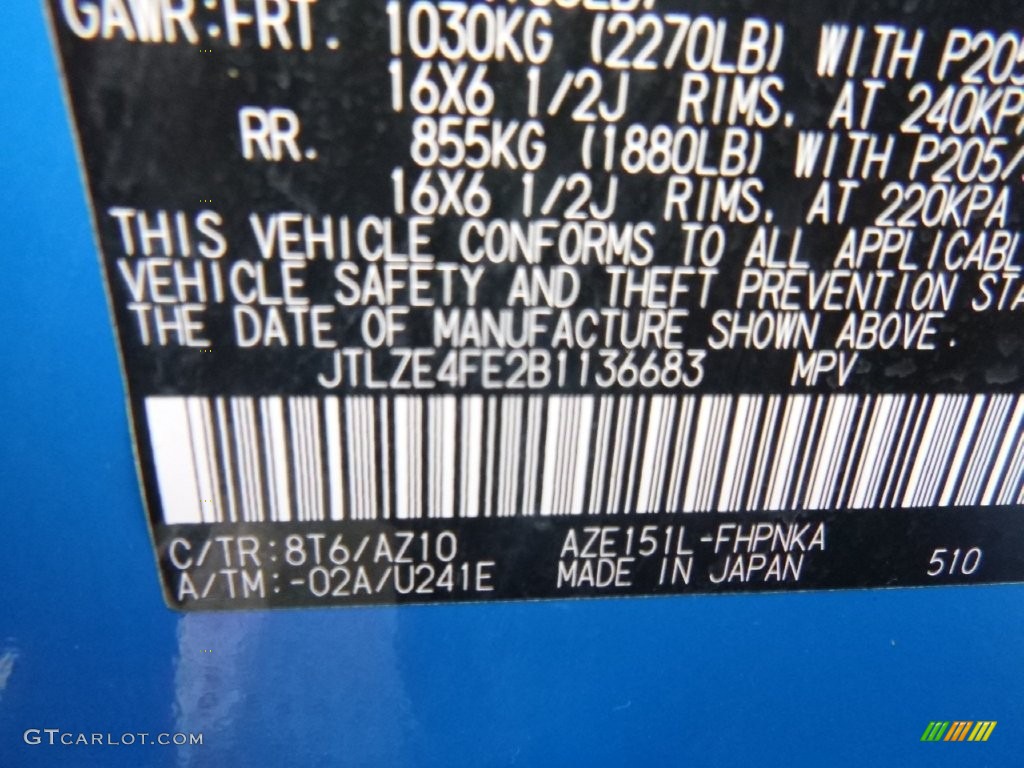 GAWR:FRT. 1030KG (2270LB) WITH P205
16X6 1/2J RIMS. AT 240KPA
RR. 855KG (1880LB) WITH P205/
16X6 1/2J RIMS. AT 220KPA
THIS VEHICLE CONFORMS TO ALL APPLICABL
VEHICLE SAFETY AND THEFT PREVENTION STA
THE DATE OF MANUFACTURE SHOWN ABOVE.
JTLZE4FE2B1136683 MPV
C/TR:8T6/AZ10 AZE151L-FHPNKA
A/TM:-02A/U241E MADE IN JAPAN 510
GTCARLOT.COM